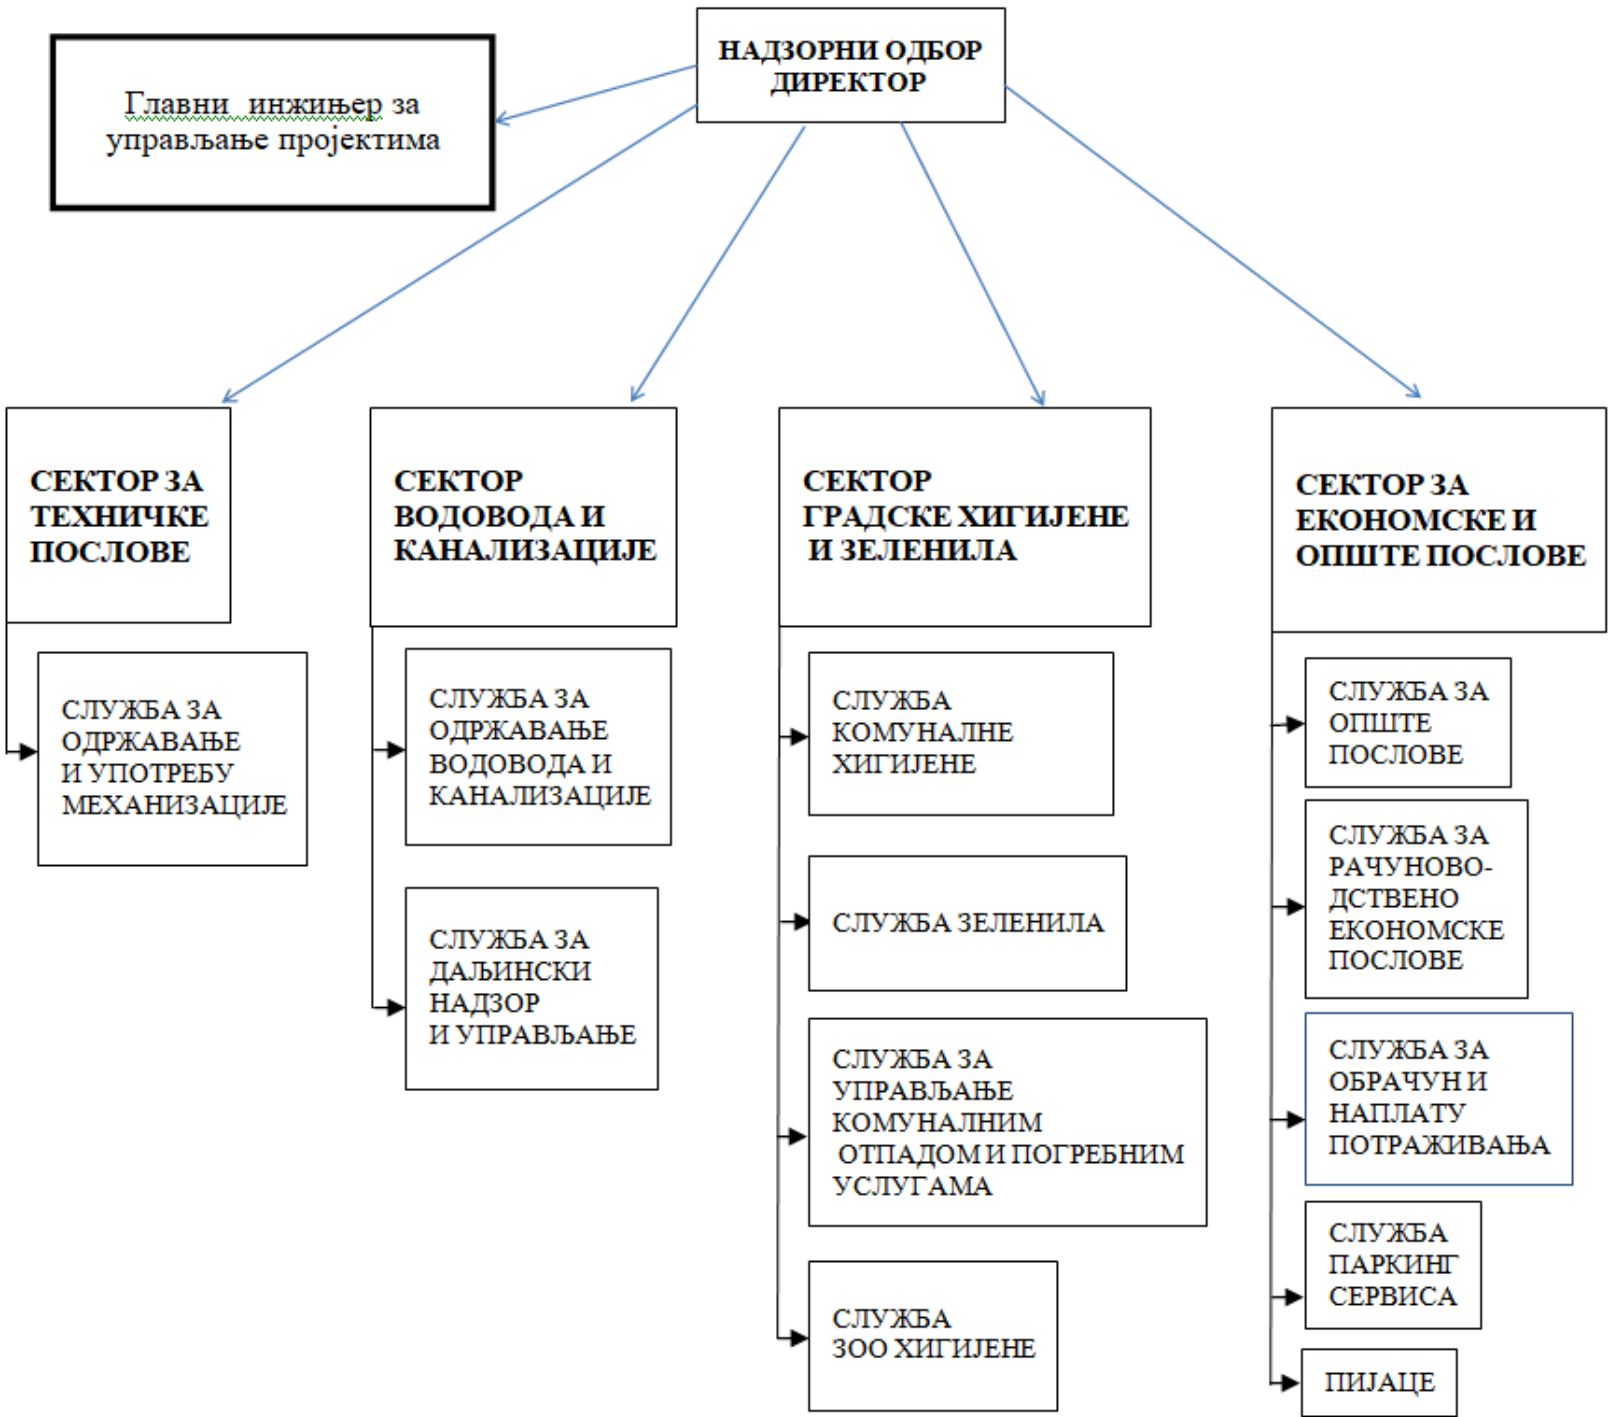 НАДЗОРНИ ОДБОР
ДИРЕКТОР
Главни инжињер за
управљање пројектима
СЕКТОР ЗА
ТЕХНИЧКЕ
ПОСЛОВЕ
СЛУЖБА ЗА
ОДРЖАВАЊЕ
И УПОТРЕБУ
МЕХАНИЗАЦИЈЕ
СЕКТОР
ВОДОВОДА И
КАНАЛИЗАЦИЈЕ
СЛУЖБА ЗА
ОДРЖАВАЊЕ
ВОДОВОДА И
КАНАЛИЗАЦИЈЕ
СЛУЖБА ЗА
ДАЉИНСКИ
НАДЗОР
И УПРАВЉАЊЕ
СЕКТОР
ГРАДСКЕ ХИГИЈЕНЕ
И ЗЕЛЕНИЛА
СЛУЖБА
КОМУНАЛНЕ
ХИГИЈЕНЕ
СЛУЖБА ЗЕЛЕНИЛА
СЛУЖБА ЗА
УПРАВЉАЊЕ
КОМУНАЛНИМ
ОТПАДОМ И ПОГРЕБНИМ
УСЛУГАМА
СЛУЖБА
ЗОО ХИГИЈЕНЕ
СЕКТОР ЗА
ЕКОНОМСКЕ И
ОПШТЕ ПОСЛОВЕ
СЛУЖБА ЗА
ОПШТЕ
ПОСЛОВЕ
СЛУЖБА ЗА
РАЧУНОВО-
ДСТВЕНО
ЕКОНОМСКЕ
ПОСЛОВЕ
СЛУЖБА ЗА
ОБРАЧУН И
НАПЛАТУ
ПОТРАЖИВАЊА
СЛУЖБА
ПАРКИНГ
СЕРВИСА
ПИЈАЦЕ